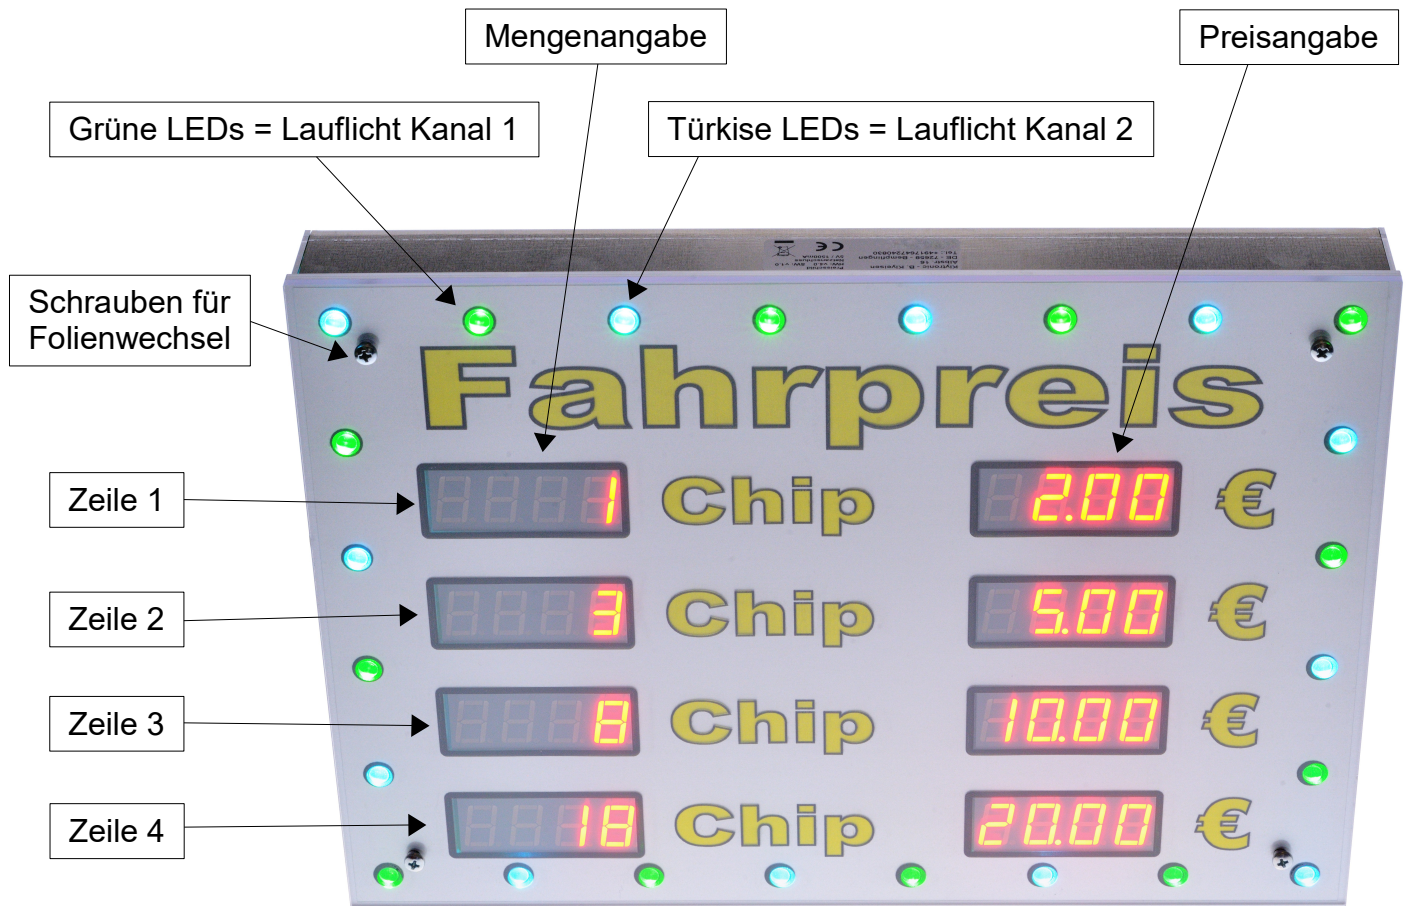 Mengenangabe
Preisangabe
Grüne LEDs = Lauflicht Kanal 1
Türkise LEDs = Lauflicht Kanal 2
Schrauben für
Folienwechsel
Fahrpreis
Zeile 1
1 Chip 2.00 €
Zeile 2
3 Chip 5.00 €
Zeile 3
8 Chip 10.00 €
Zeile 4
18 Chip 20.00 €